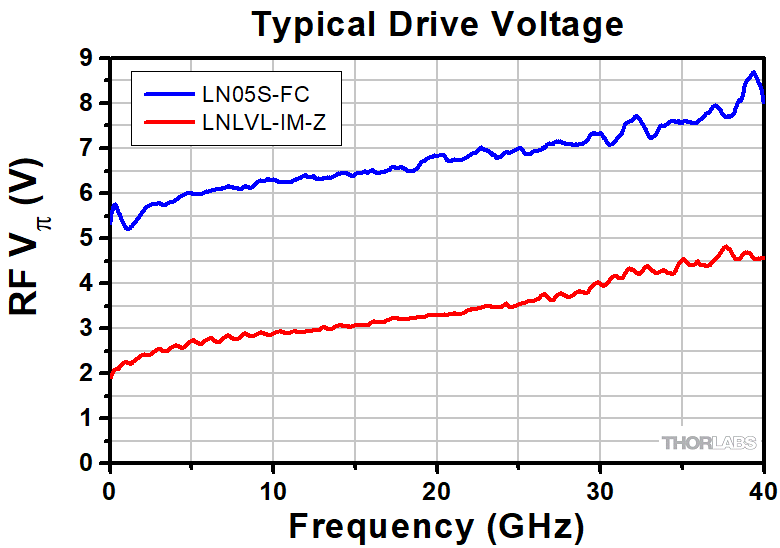 Typical Drive Voltage
9
8
7
6
5
4
3
2
1
0
RF Vπ (V)
LN05S-FC
LNLVL-IM-Z
THORLABS
0 10 20 30 40
Frequency (GHz)